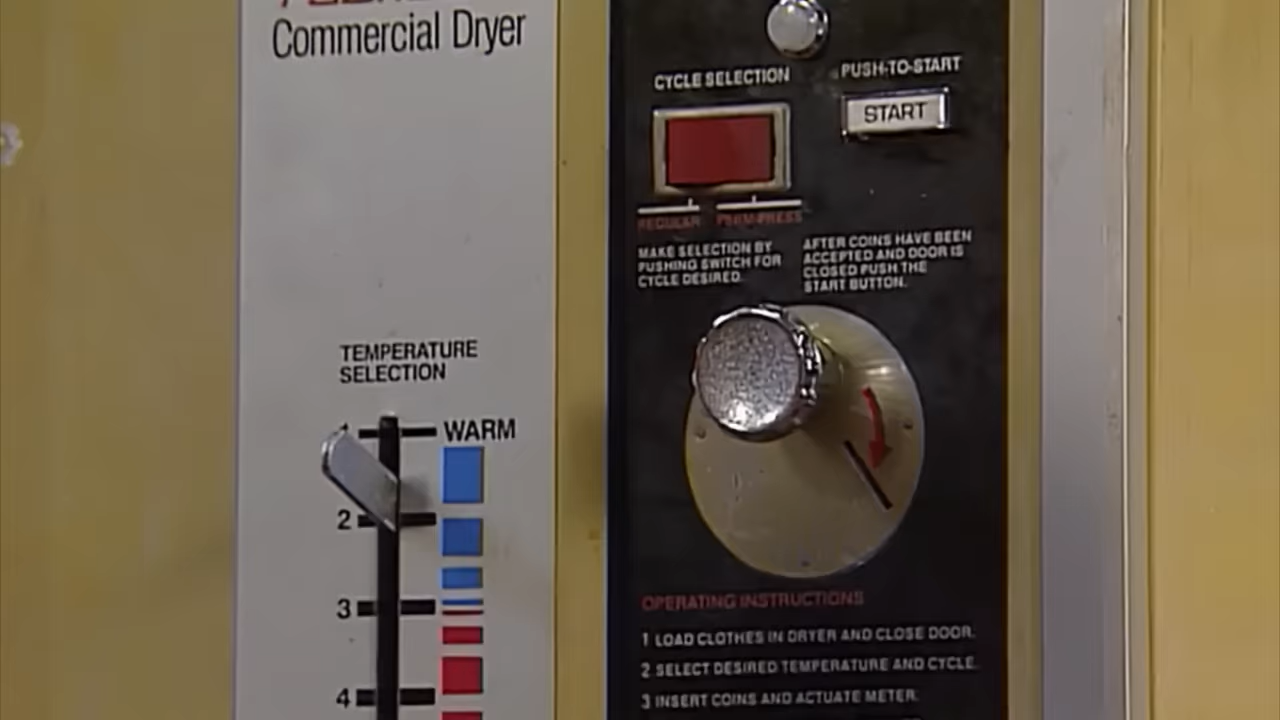 Commercial Dryer
TEMPERATURE
SELECTION
1
WARM
2
3
4
CYCLE SELECTION
PUSH-TO-START
START
REGULAR
PERM-PRESS
MAKE SELECTION BY
PUSHING SWITCH FOR
CYCLE DESIRED.
AFTER COINS HAVE BEEN
ACCEPTED AND DOOR IS
CLOSED PUSH THE
START BUTTON.
OPERATING INSTRUCTIONS
1 LOAD CLOTHES IN DRYER AND CLOSE DOOR.
2 SELECT DESIRED TEMPERATURE AND CYCLE.
3 INSERT COINS AND ACTUATE METER.